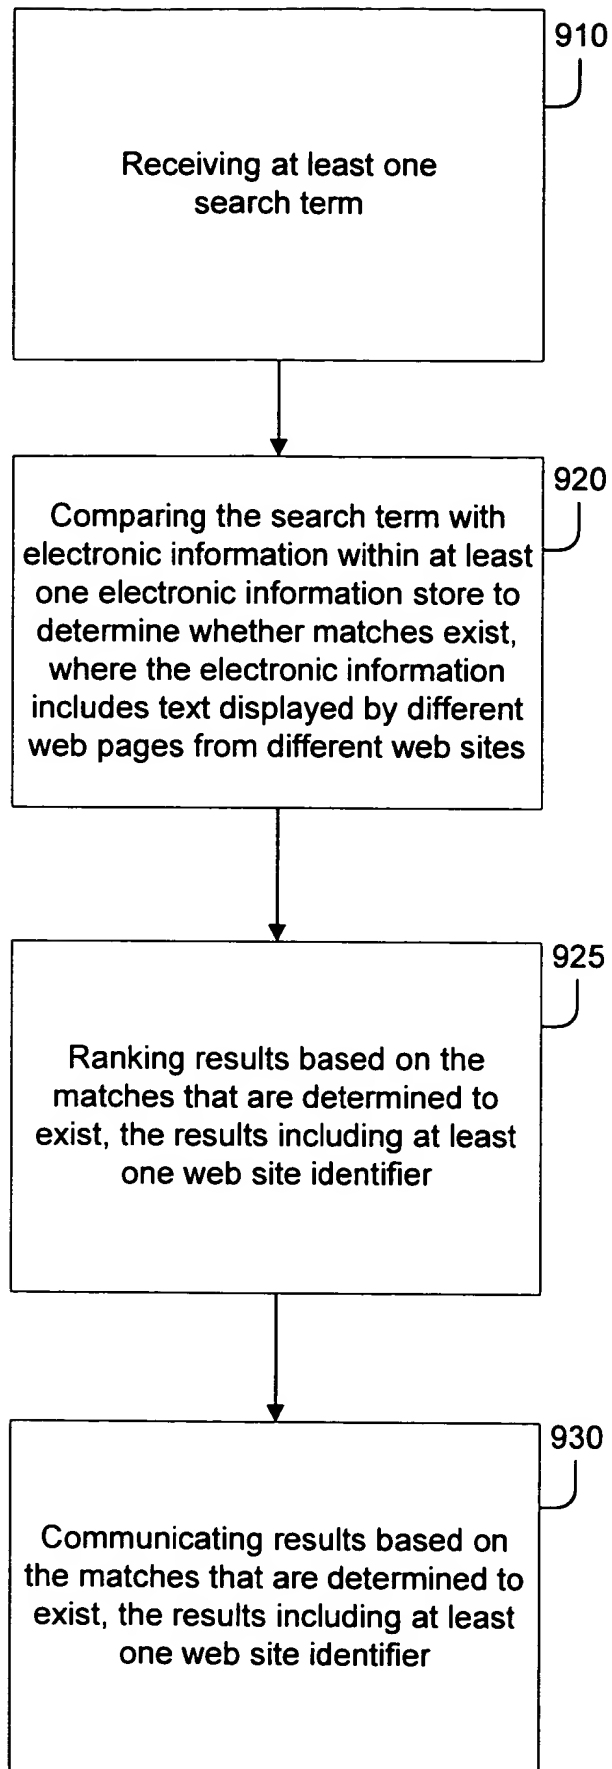 910
Receiving at least one
search term
920
Comparing the search term with
electronic information within at least
one electronic information store to
determine whether matches exist,
where the electronic information
includes text displayed by different
web pages from different web sites
925
Ranking results based on the
matches that are determined to
exist, the results including at least
one web site identifier
930
Communicating results based on
the matches that are determined to
exist, the results including at least
one web site identifier